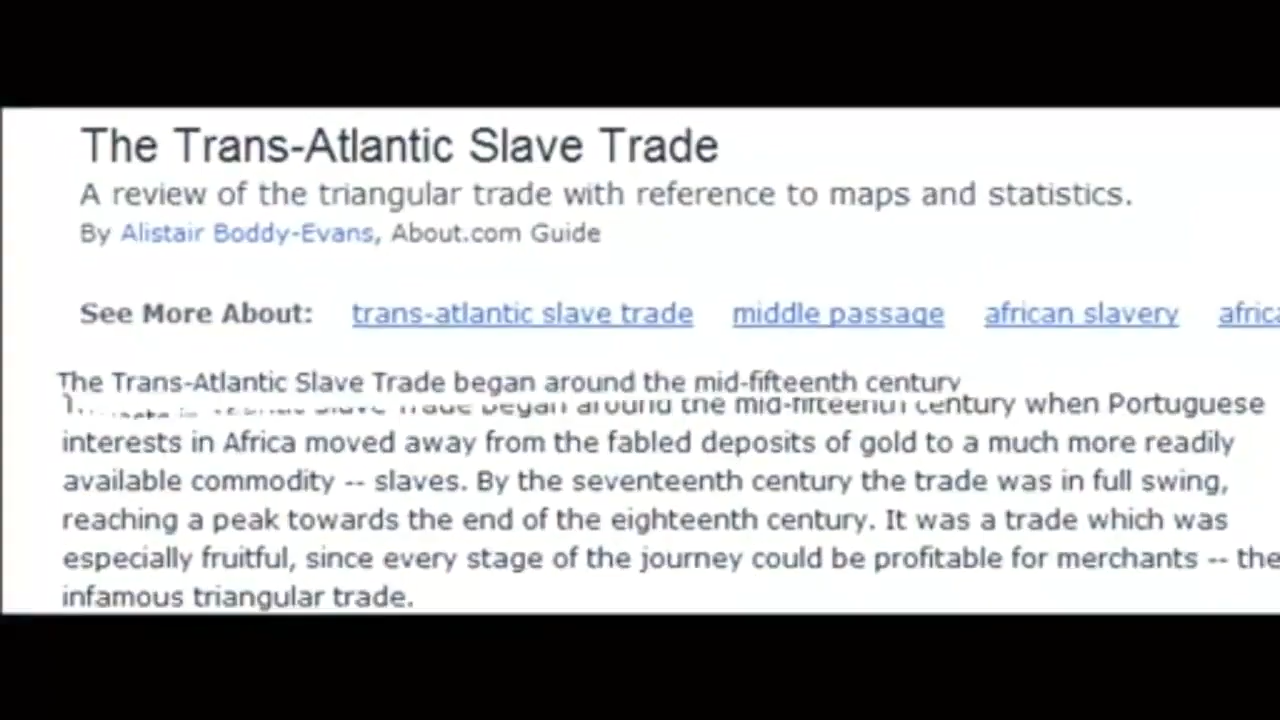 The Trans-Atlantic Slave Trade
A review of the triangular trade with reference to maps and statistics.
By Alistair Boddy-Evans, About.com Guide
See More About: trans-atlantic slave trade middle passage african slavery
The Trans-Atlantic Slave Trade began around the mid-fifteenth century
Slave Trade began around the mid-fifteenth century when Portuguese
interests in Africa moved away from the fabled deposits of gold to a much more readily
available commodity -- slaves. By the seventeenth century the trade was in full swing,
reaching a peak towards the end of the eighteenth century. It was a trade which was
especially fruitful, since every stage of the journey could be profitable for merchants -- the
infamous triangular trade.